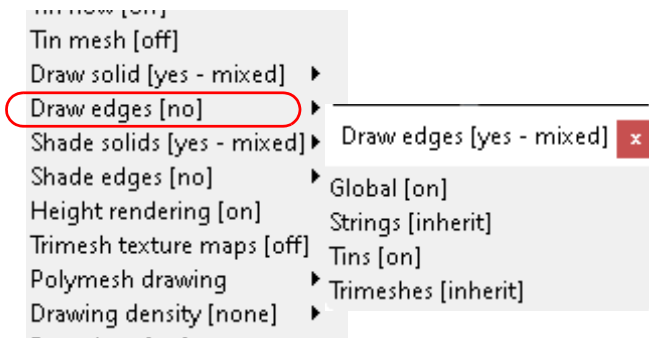 Tin mesh [off]
Draw solid [yes - mixed]
Draw edges [no]
Shade solids [yes - mixed]
Shade edges [no]
Height rendering [on]
Trimesh texture maps [off]
Polymesh drawing
Drawing density [none]
Draw edges [yes - mixed] x
Global [on]
Strings [inherit]
Tins [on]
Trimeshes [inherit]